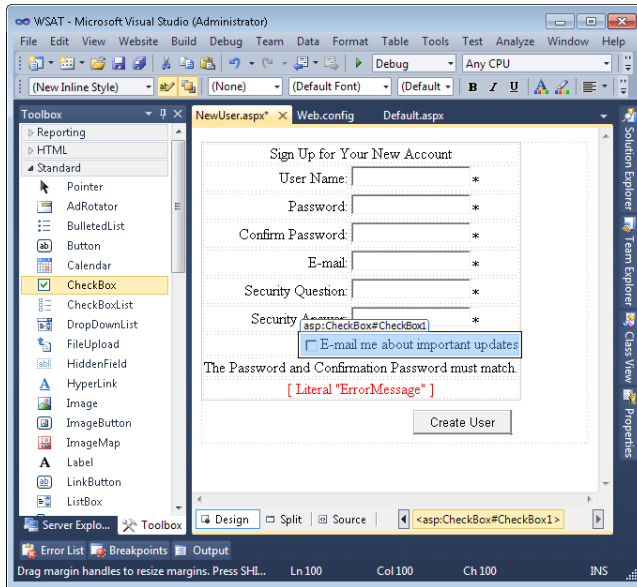 WSAT - Microsoft Visual Studio (Administrator)
File Edit View Website Build Debug Team Data Format Table Tools Test Analyze Window Help
Debug Any CPU
(New Inline Style) (None) (Default Font) (Default B I U A
Toolbox
Reporting
HTML
Standard
Pointer
AdRotator
BulletedList
Button
Calendar
CheckBox
CheckBoxList
DropDownList
FileUpload
HiddenField
HyperLink
Image
ImageButton
ImageMap
Label
LinkButton
ListBox
Server Explo... Toolbox
NewUser.aspx* Web.config Default.aspx
Sign Up for Your New Account
User Name: *
Password: *
Confirm Password: *
E-mail: *
Security Question: *
Security Answer: *
asp:CheckBox#CheckBox1
E-mail me about important updates
The Password and Confirmation Password must match.
[ Literal "ErrorMessage" ]
Create User
Design Split Source <asp:CheckBox#CheckBox1>
Solution Explorer
Team Explorer
Class View
Properties
Error List Breakpoints Output
Drag margin handles to resize margins. Press SHI... Ln 100 Col 100 Ch 100 INS